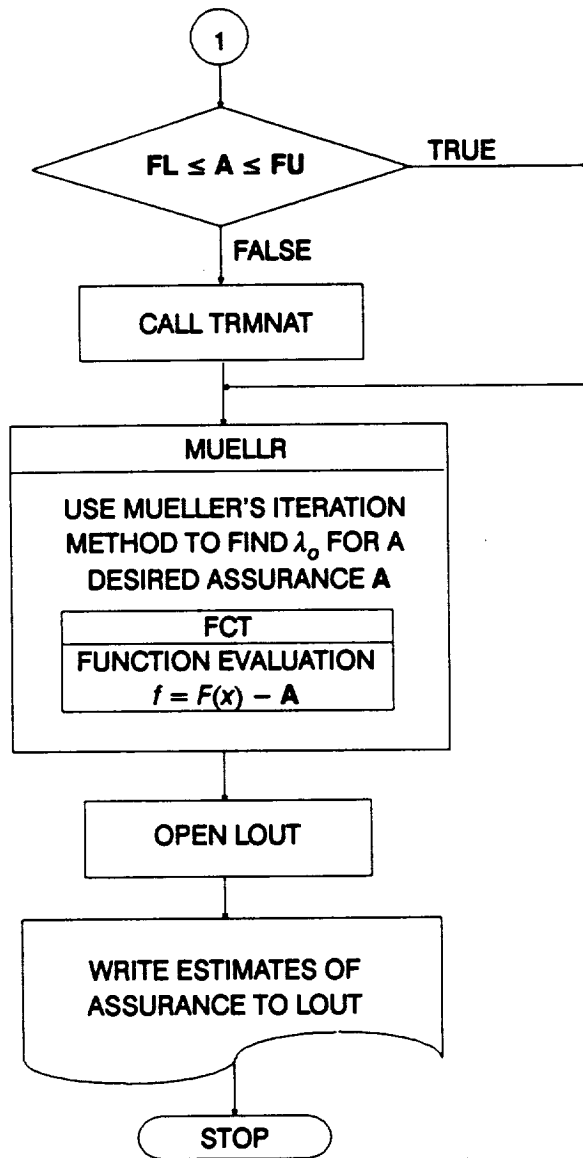 1
FL ≤ A ≤ FU
TRUE
FALSE
CALL TRMNAT
MUELLR
USE MUELLER'S ITERATION
METHOD TO FIND λo FOR A
DESIRED ASSURANCE A
FCT
FUNCTION EVALUATION
f = F(x) − A
OPEN LOUT
WRITE ESTIMATES OF
ASSURANCE TO LOUT
STOP